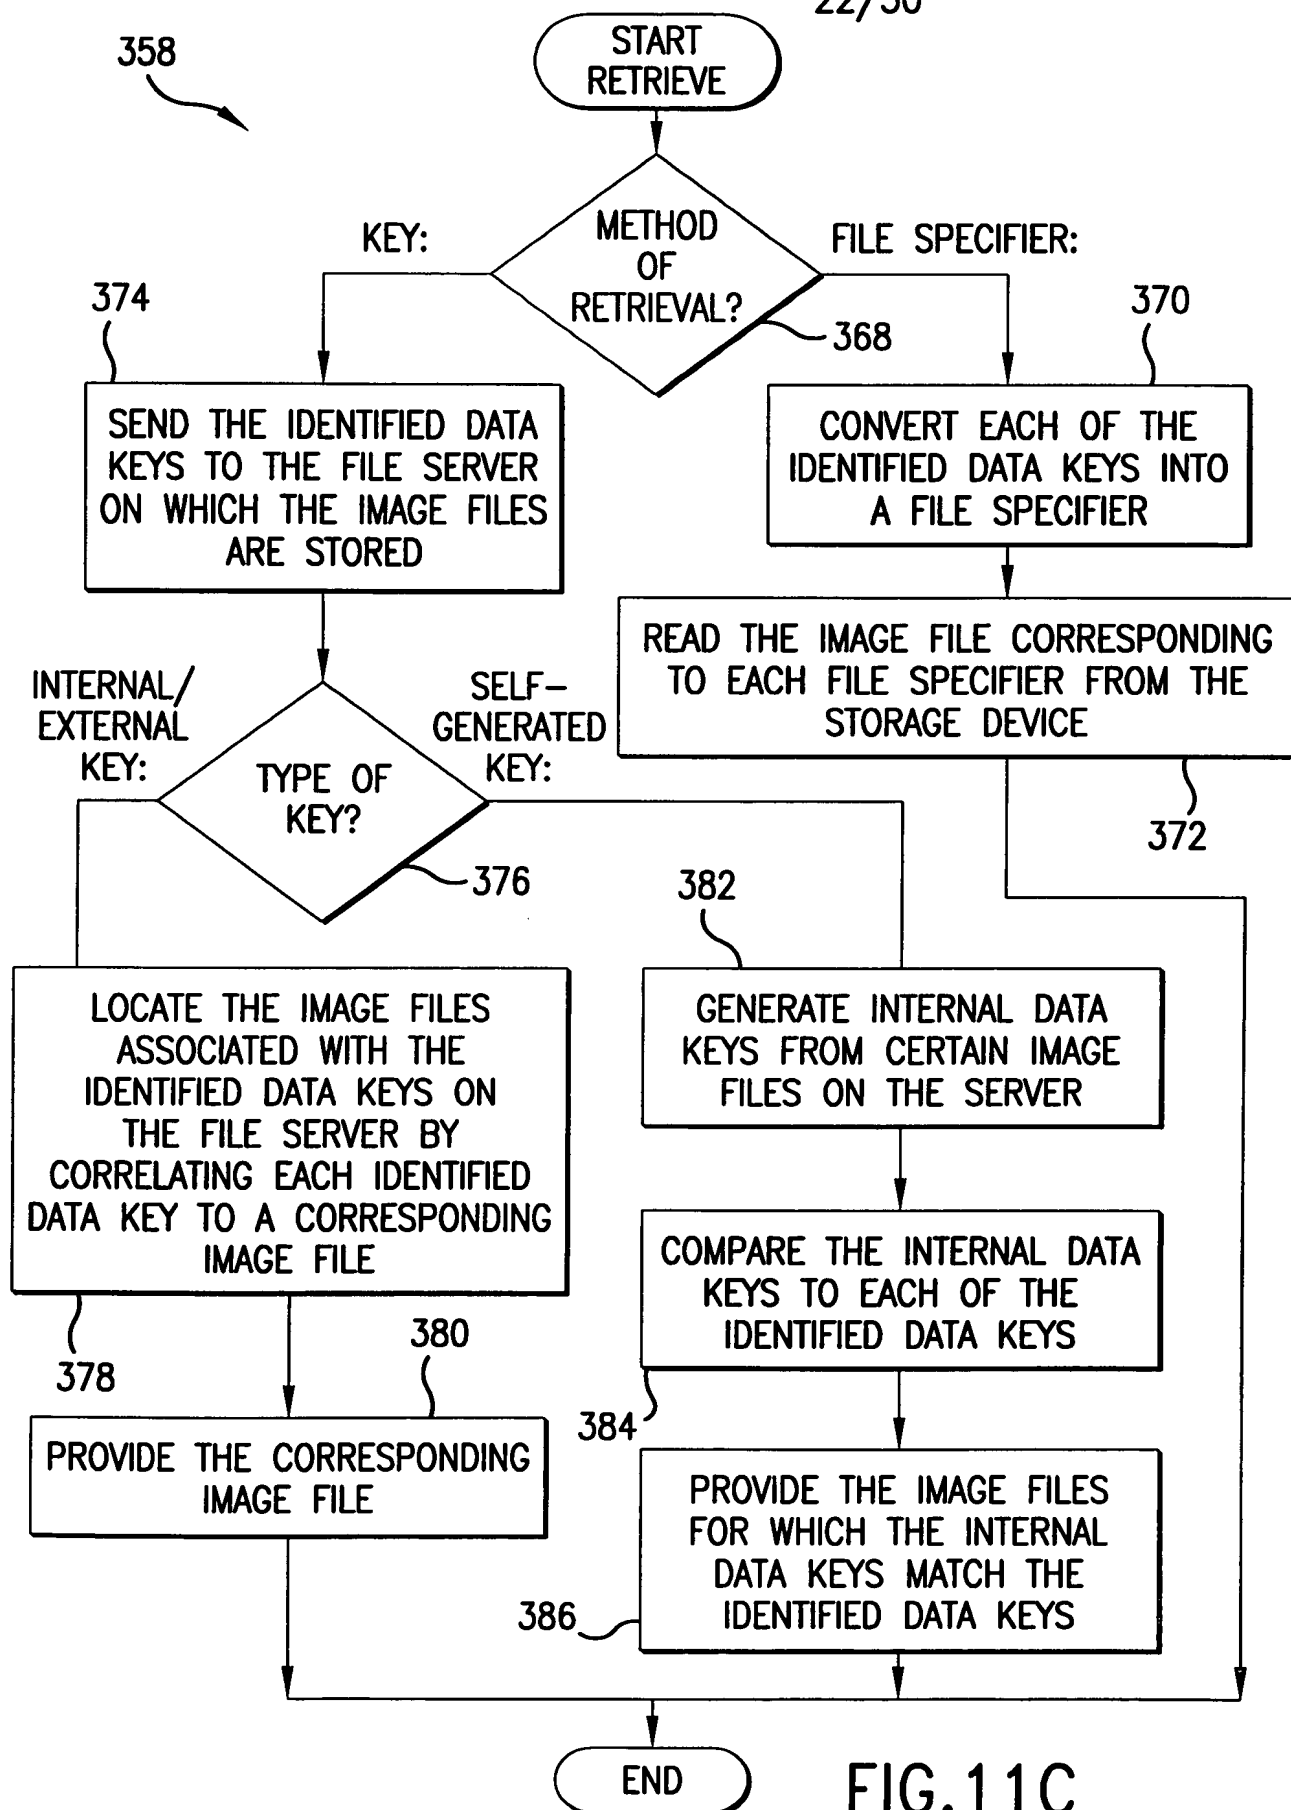 22/30
358
START
RETRIEVE
METHOD
OF
RETRIEVAL?
KEY:
FILE SPECIFIER:
368
374
370
SEND THE IDENTIFIED DATA
KEYS TO THE FILE SERVER
ON WHICH THE IMAGE FILES
ARE STORED
CONVERT EACH OF THE
IDENTIFIED DATA KEYS INTO
A FILE SPECIFIER
READ THE IMAGE FILE CORRESPONDING
TO EACH FILE SPECIFIER FROM THE
STORAGE DEVICE
372
INTERNAL/
EXTERNAL
KEY:
SELF-
GENERATED
KEY:
TYPE OF
KEY?
376
382
LOCATE THE IMAGE FILES
ASSOCIATED WITH THE
IDENTIFIED DATA KEYS ON
THE FILE SERVER BY
CORRELATING EACH IDENTIFIED
DATA KEY TO A CORRESPONDING
IMAGE FILE
378
GENERATE INTERNAL DATA
KEYS FROM CERTAIN IMAGE
FILES ON THE SERVER
COMPARE THE INTERNAL DATA
KEYS TO EACH OF THE
IDENTIFIED DATA KEYS
384
380
PROVIDE THE CORRESPONDING
IMAGE FILE
PROVIDE THE IMAGE FILES
FOR WHICH THE INTERNAL
DATA KEYS MATCH THE
IDENTIFIED DATA KEYS
386
END
FIG.11C